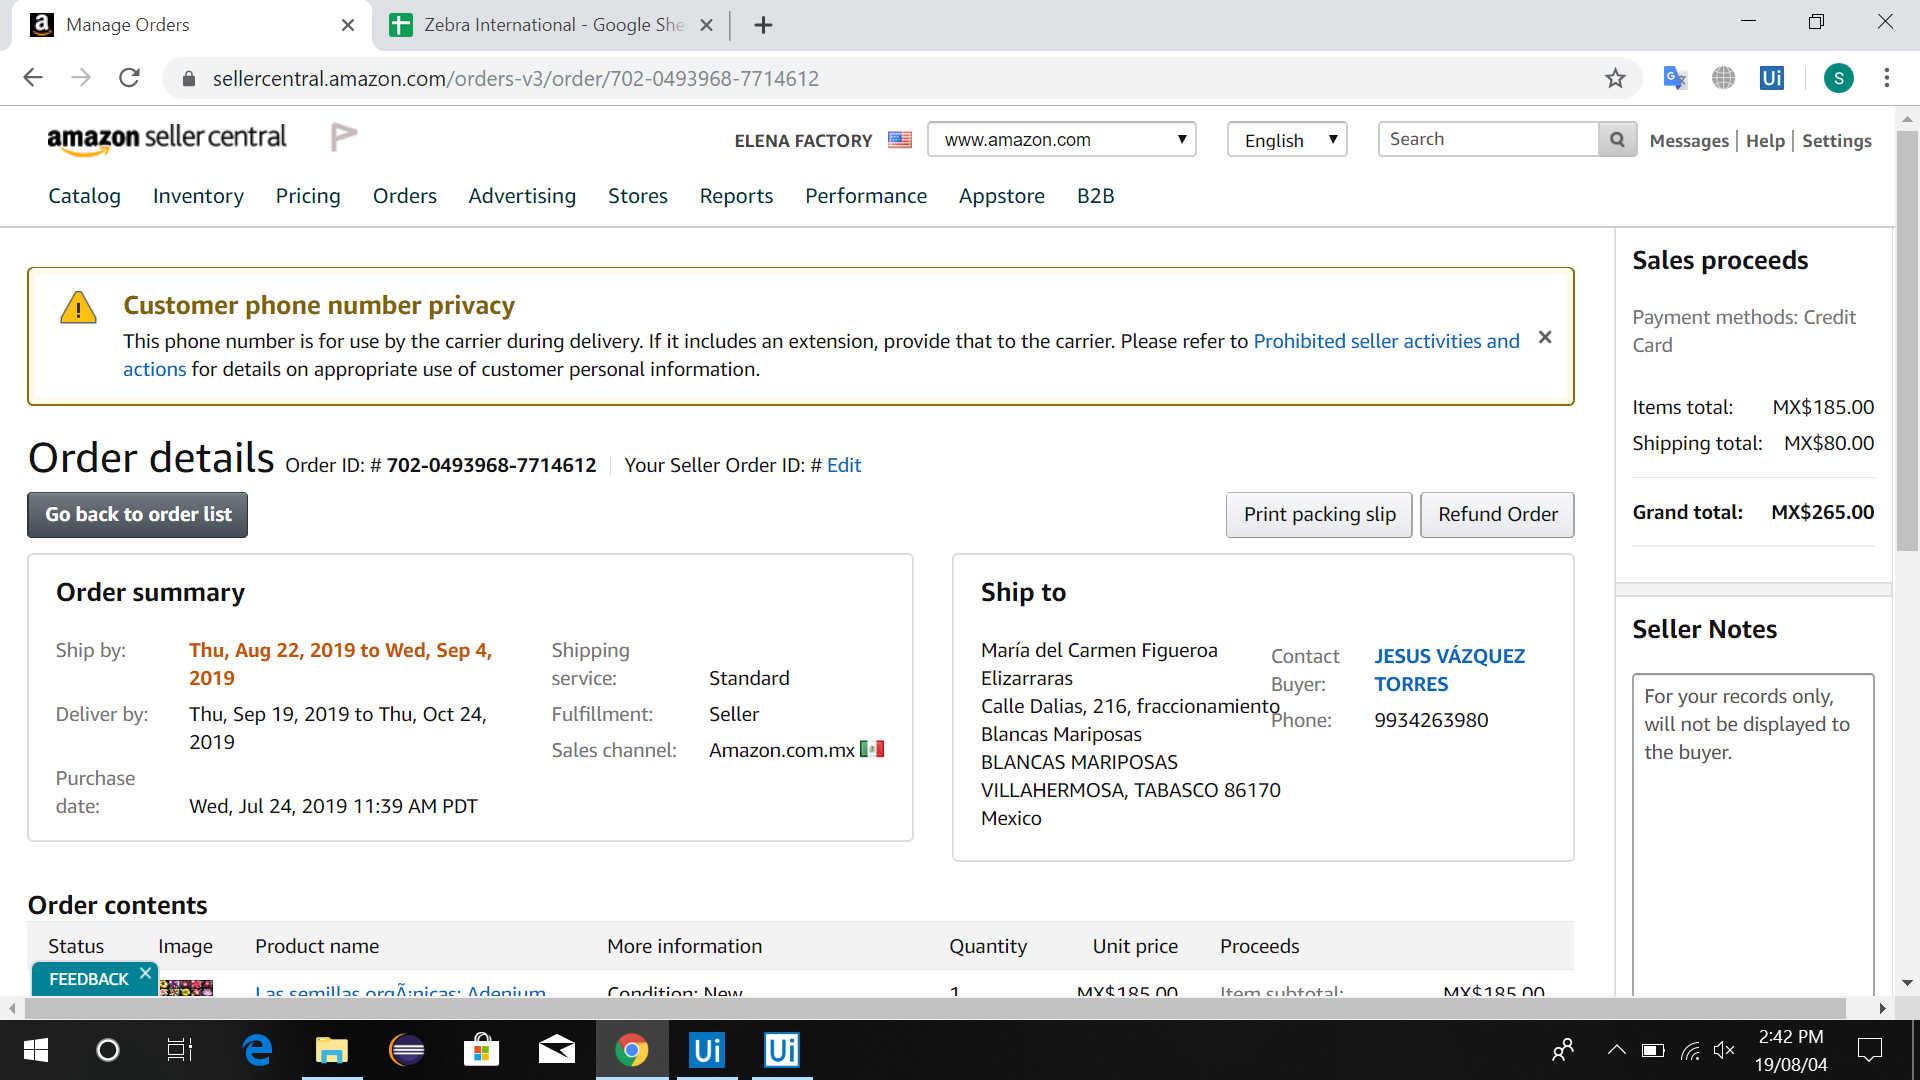 Manage Orders
Zebra International - Google She
sellercentral.amazon.com/orders-v3/order/702-0493968-7714612
S
amazon seller central
ELENA FACTORY
www.amazon.com
English
Search
Messages | Help | Settings
Catalog Inventory Pricing Orders Advertising Stores Reports Performance Appstore B2B
Customer phone number privacy
This phone number is for use by the carrier during delivery. If it includes an extension, provide that to the carrier. Please refer to Prohibited seller activities and
actions for details on appropriate use of customer personal information.
Order details Order ID: # 702-0493968-7714612 Your Seller Order ID: # Edit
Go back to order list
Print packing slip
Refund Order
Order summary
Ship by: Thu, Aug 22, 2019 to Wed, Sep 4,
2019
Deliver by: Thu, Sep 19, 2019 to Thu, Oct 24,
2019
Purchase
date: Wed, Jul 24, 2019 11:39 AM PDT
Shipping
service: Standard
Fulfillment: Seller
Sales channel: Amazon.com.mx
Ship to
María del Carmen Figueroa
Elizarraras
Calle Dalias, 216, fraccionamiento
Blancas Mariposas
BLANCAS MARIPOSAS
VILLAHERMOSA, TABASCO 86170
Mexico
Contact JESUS VÁZQUEZ
Buyer: TORRES
Phone: 9934263980
Order contents
Status Image Product name More information Quantity Unit price Proceeds
Las semillas orgÃ¡nicas: Adenium Condition: New 1 MX$185.00 Item subtotal: MX$185.00
FEEDBACK
Sales proceeds
Payment methods: Credit
Card
Items total: MX$185.00
Shipping total: MX$80.00
Grand total: MX$265.00
Seller Notes
For your records only,
will not be displayed to
the buyer.
Ui
Ui
Ui
2:42 PM
19/08/04